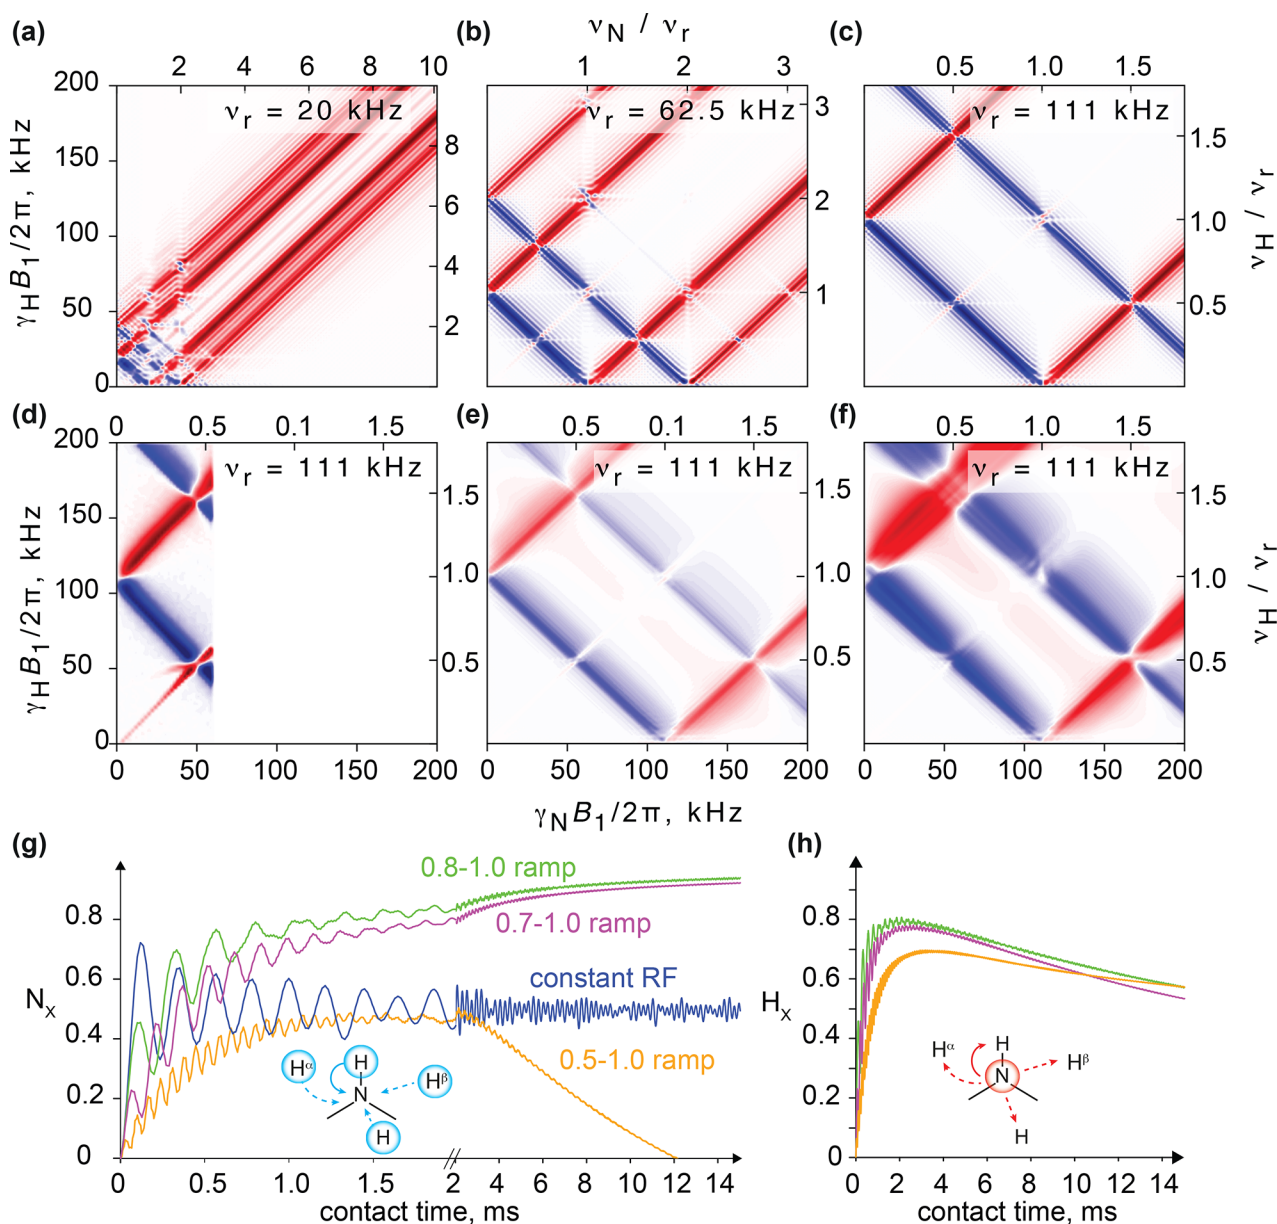 (a)
(b)
(c)
νN / νr
2 4 6 8 10
1 2 3
0.5 1.0 1.5
νr = 20 kHz
νr = 62.5 kHz
νr = 111 kHz
γHB1/2π, kHz
200
150
100
50
0
8
6
4
2
3
2
1
1.5
1.0
0.5
νH / νr
(d)
(e)
(f)
0 0.5 0.1 1.5
0.5 0.1 1.5
0.5 1.0 1.5
νr = 111 kHz
νr = 111 kHz
νr = 111 kHz
γHB1/2π, kHz
200
150
100
50
0
1.5
1.0
0.5
1.5
1.0
0.5
νH / νr
0 50 100 150 200
0 50 100 150 200
0 50 100 150 200
γNB1/2π, kHz
(g)
Nx
0.8
0.6
0.4
0.2
0
0.8-1.0 ramp
0.7-1.0 ramp
constant RF
0.5-1.0 ramp
Hα
H
Hβ
N
H
0 0.5 1.0 1.5 2 4 6 8 10 12 14
contact time, ms
(h)
Hx
0.8
0.6
0.4
0.2
0
Hα
H
Hβ
N
H
0 2 4 6 8 10 12 14
contact time, ms